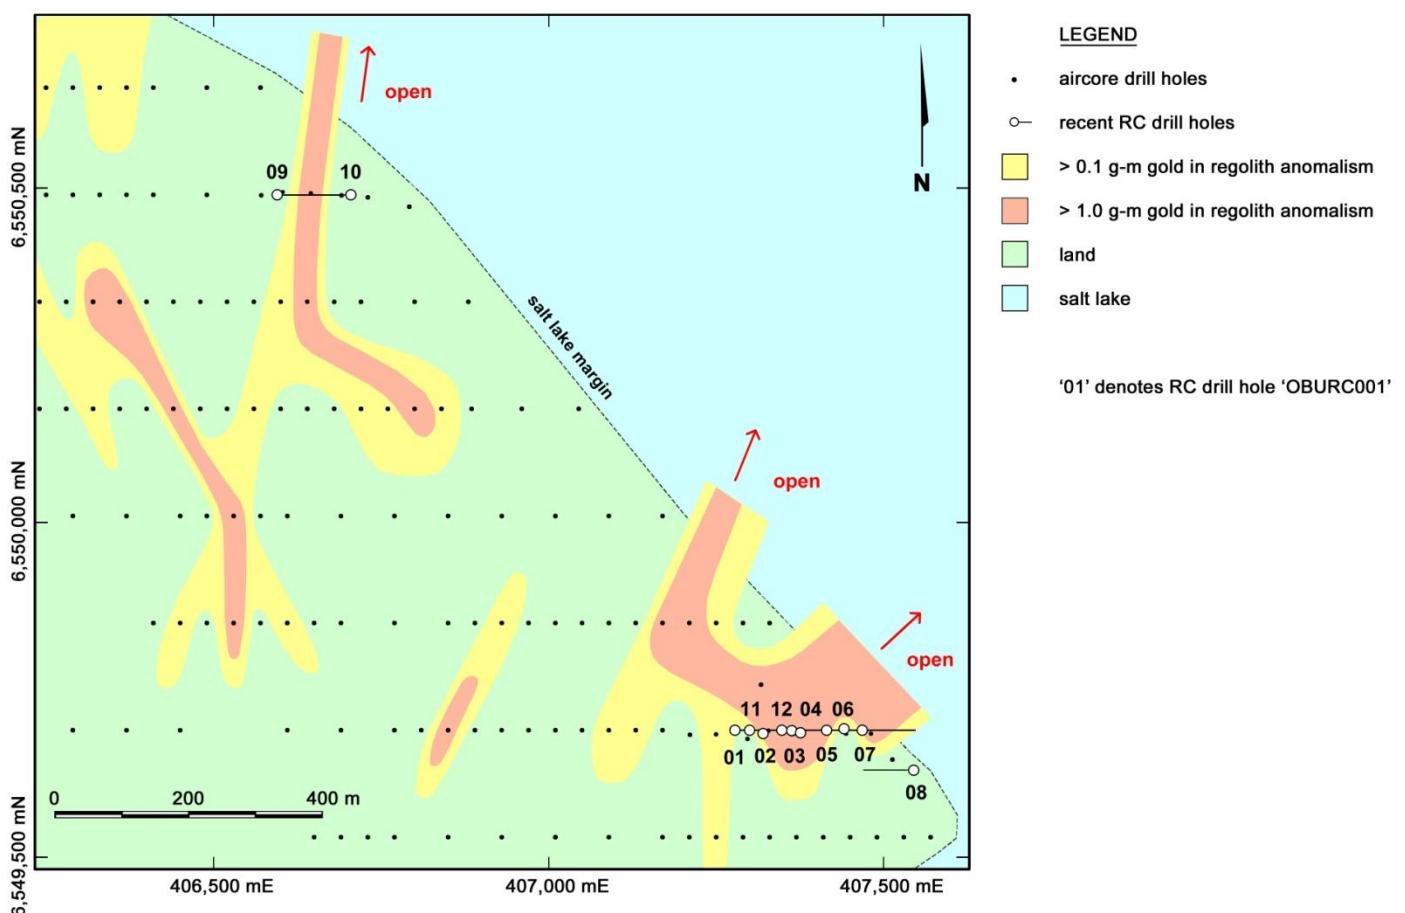 LEGEND
aircore drill holes
recent RC drill holes
> 0.1 g-m gold in regolith anomalism
> 1.0 g-m gold in regolith anomalism
land
salt lake
‘01’ denotes RC drill hole ‘OBURC001’
open
N
09 10
6,550,500 mN
salt lake margin
open
6,550,000 mN
open
11 12 04 06
01 02 03 05 07
08
0 200 400 m
6,549,500 mN
406,500 mE 407,000 mE 407,500 mE